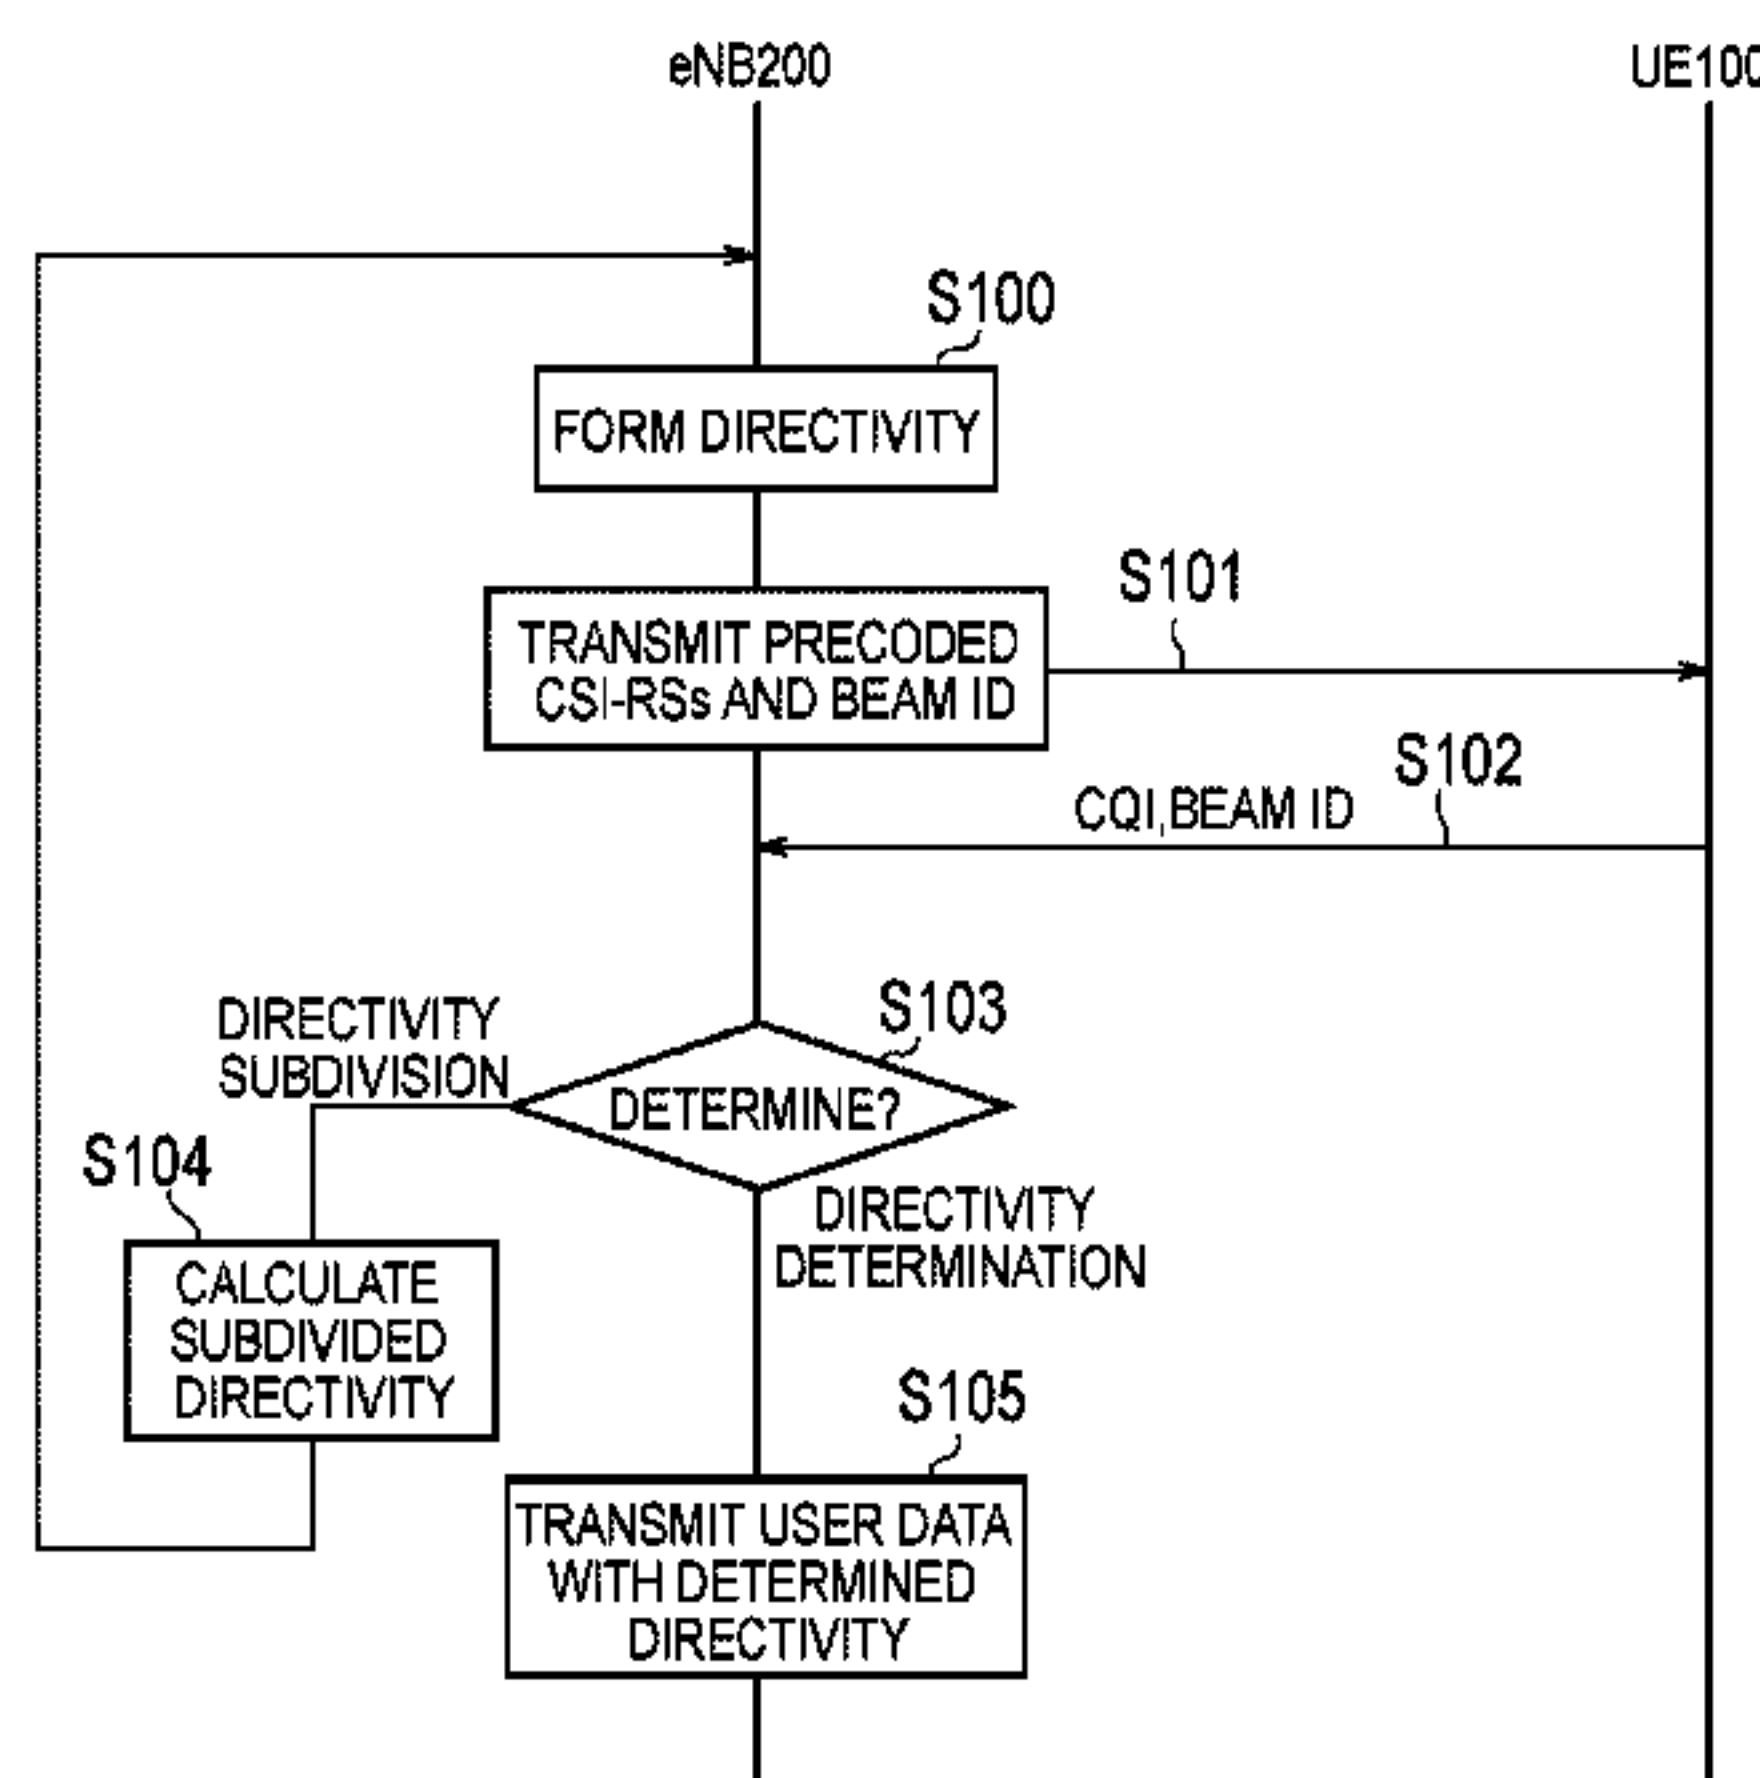 eNB200
UE100
S100
FORM DIRECTIVITY
S101
TRANSMIT PRECODED
CSI-RSs AND BEAM ID
S102
CQI,BEAM ID
S103
DIRECTIVITY
SUBDIVISION
DETERMINE?
S104
DIRECTIVITY
DETERMINATION
CALCULATE
SUBDIVIDED
DIRECTIVITY
S105
TRANSMIT USER DATA
WITH DETERMINED
DIRECTIVITY